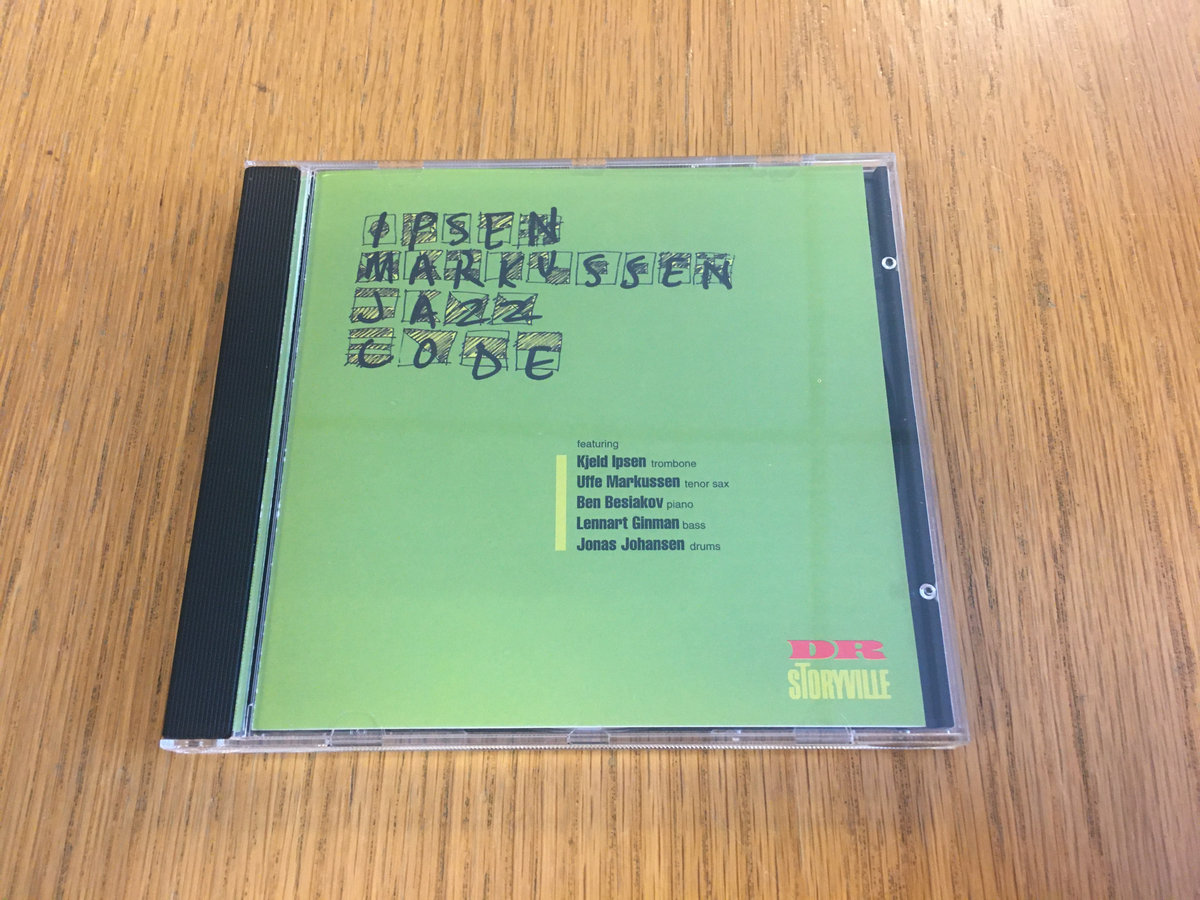 IPSEN
MARKUSSEN
JAZZ
CODE
featuring
Kjeld Ipsen trombone
Uffe Markussen tenor sax
Ben Besiakov piano
Lennart Ginman bass
Jonas Johansen drums
DR
STORYVILLE